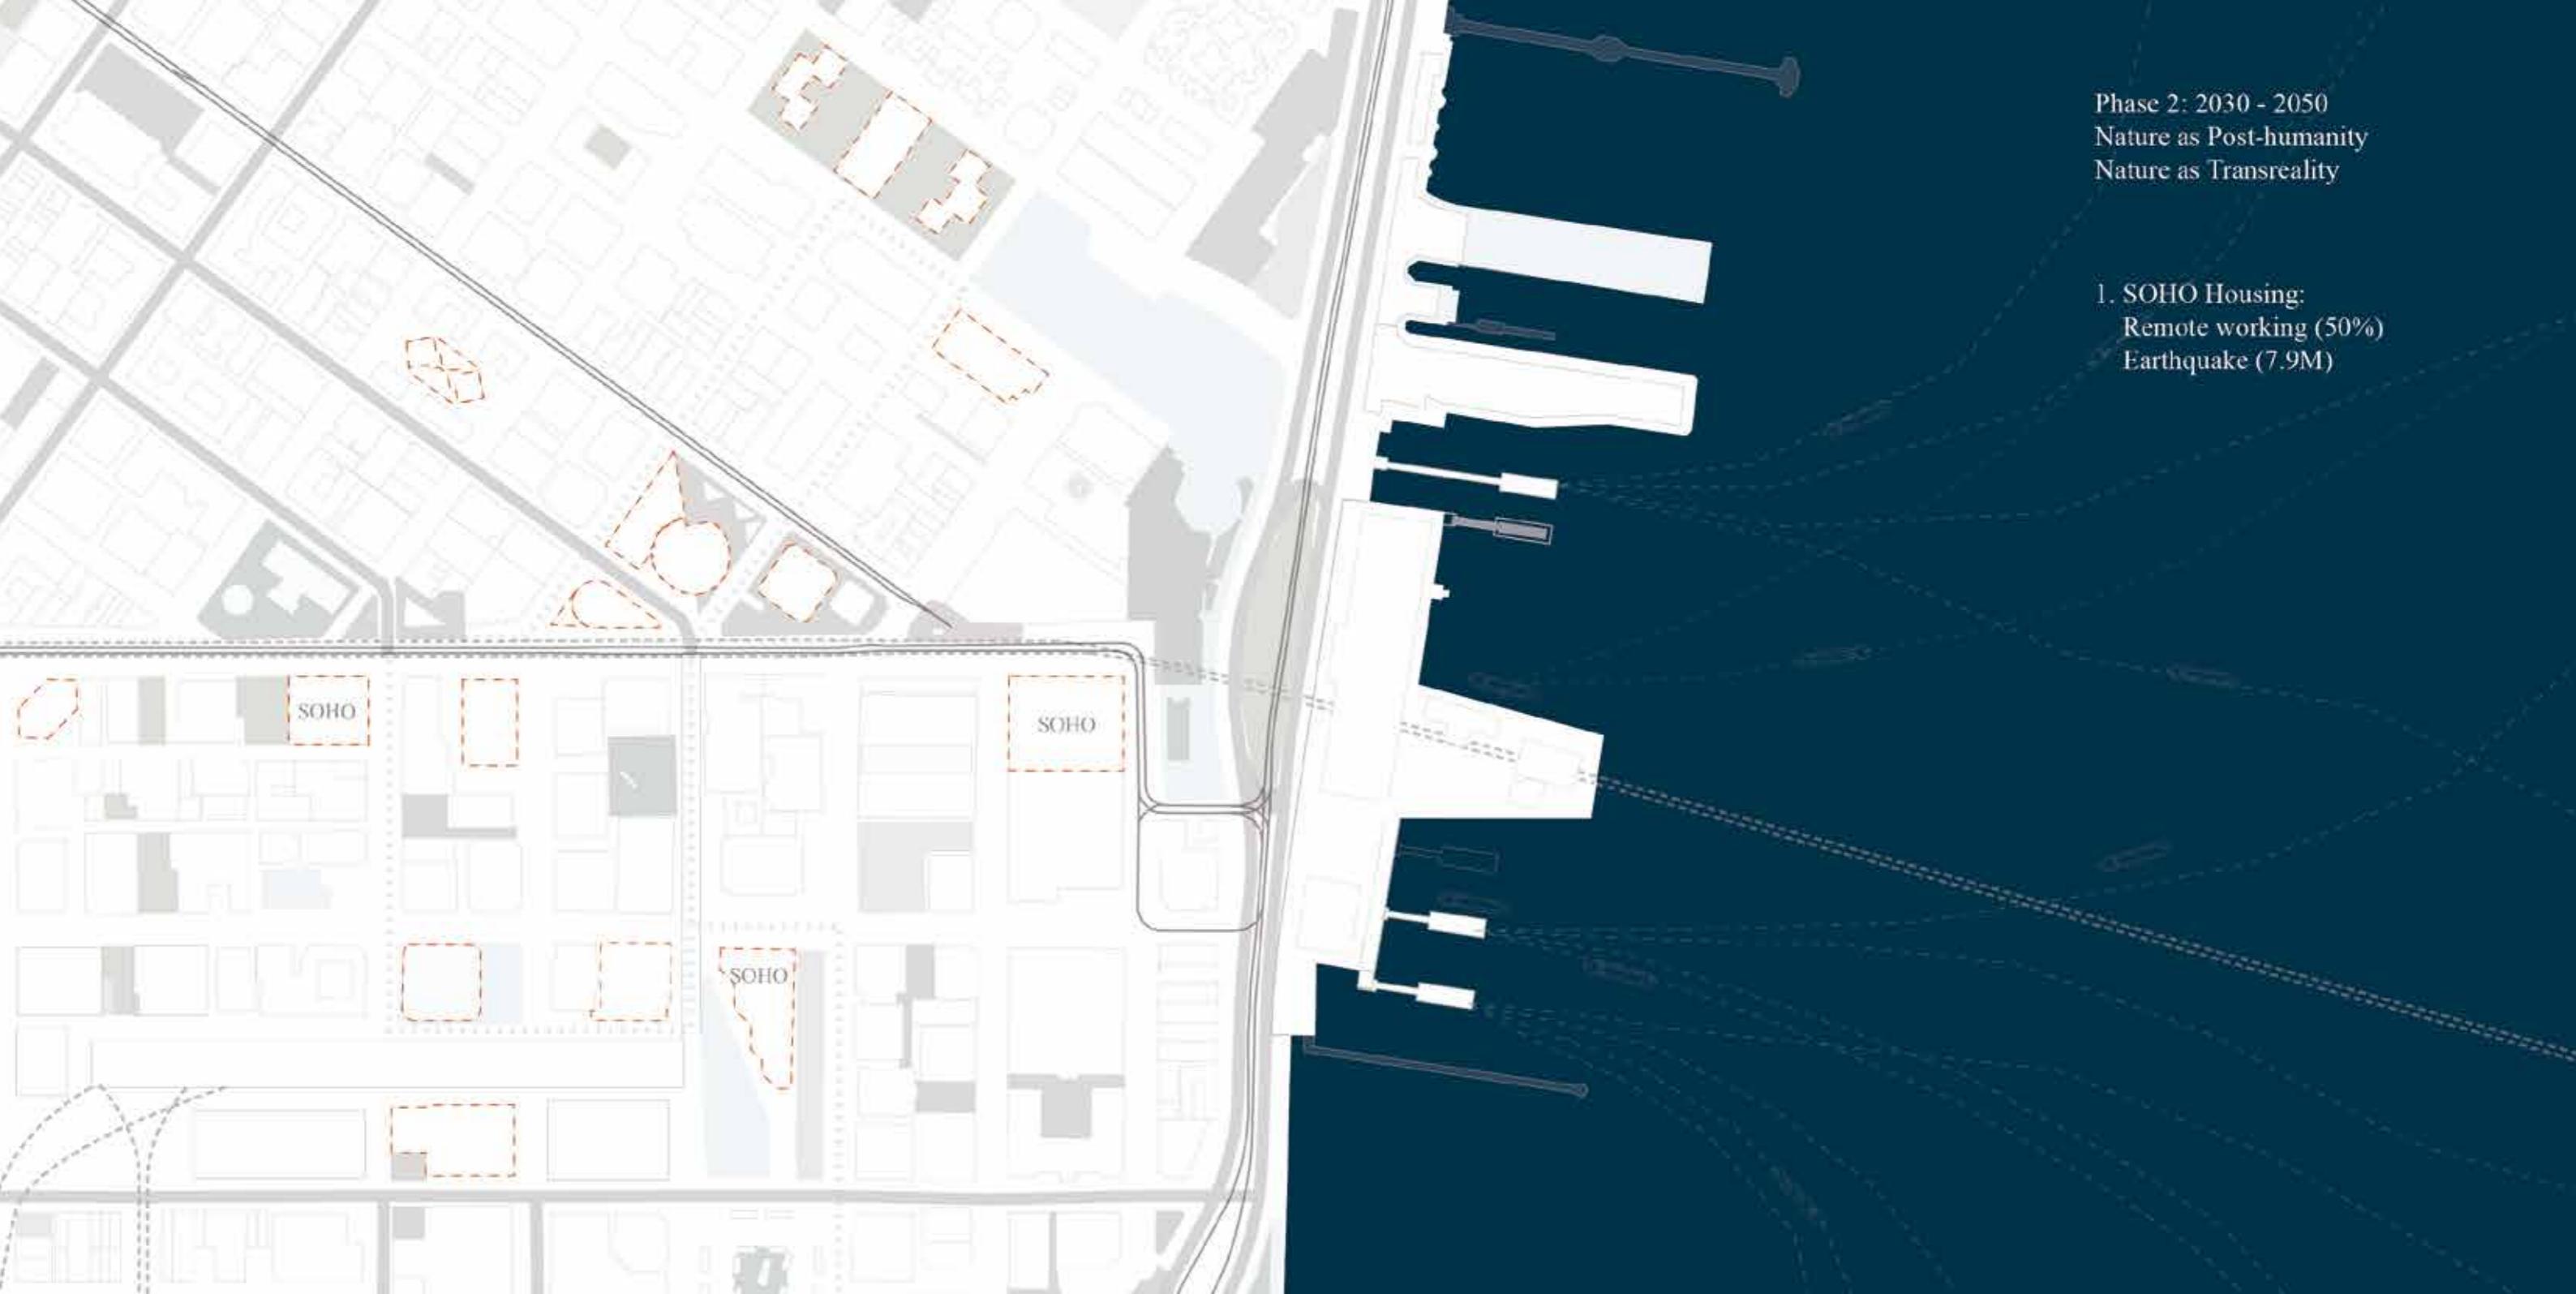 Phase 2: 2030 - 2050
Nature as Post-humanity
Nature as Transreality
1. SOHO Housing:
Remote working (50%)
Earthquake (7.9M)
SOHO
SOHO
SOHO